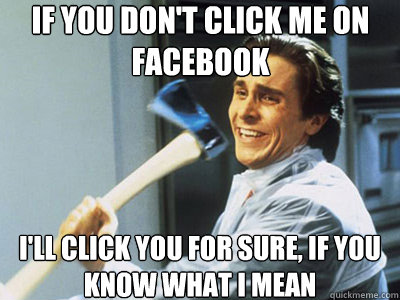 IF YOU DON'T CLICK ME ON
FACEBOOK
I'LL CLICK YOU FOR SURE, IF YOU
KNOW WHAT I MEAN
quickmeme.com